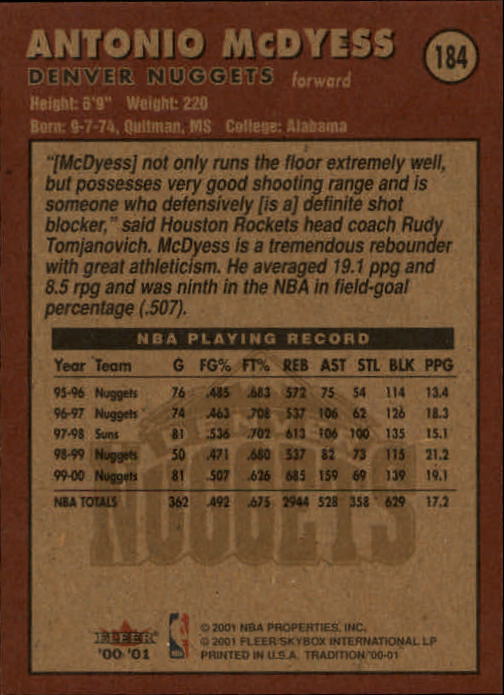 ANTONIO McDYESS
184
DENVER NUGGETS forward
Height: 6'9" Weight: 220
Born: 9-7-74, Quitman, MS College: Alabama
"[McDyess] not only runs the floor extremely well,
but possesses very good shooting range and is
someone who defensively [is a] definite shot
blocker," said Houston Rockets head coach Rudy
Tomjanovich. McDyess is a tremendous rebounder
with great athleticism. He averaged 19.1 ppg and
8.5 rpg and was ninth in the NBA in field-goal
percentage (.507).
NBA PLAYING RECORD
Year Team G FG% FT% REB AST STL BLK PPG
95-96 Nuggets 76 .485 .683 572 75 54 114 13.4
96-97 Nuggets 74 .463 .708 537 106 62 126 18.3
97-98 Suns 81 .536 .702 613 106 100 135 15.1
98-99 Nuggets 50 .471 .680 537 82 73 115 21.2
99-00 Nuggets 81 .507 .626 685 159 69 139 19.1
NBA TOTALS 362 .492 .675 2944 528 358 629 17.2
NUGGETS
FLEER
'00-'01
© 2001 NBA PROPERTIES, INC.
© 2001 FLEER/SKYBOX INTERNATIONAL LP
PRINTED IN U.S.A. TRADITION '00-01